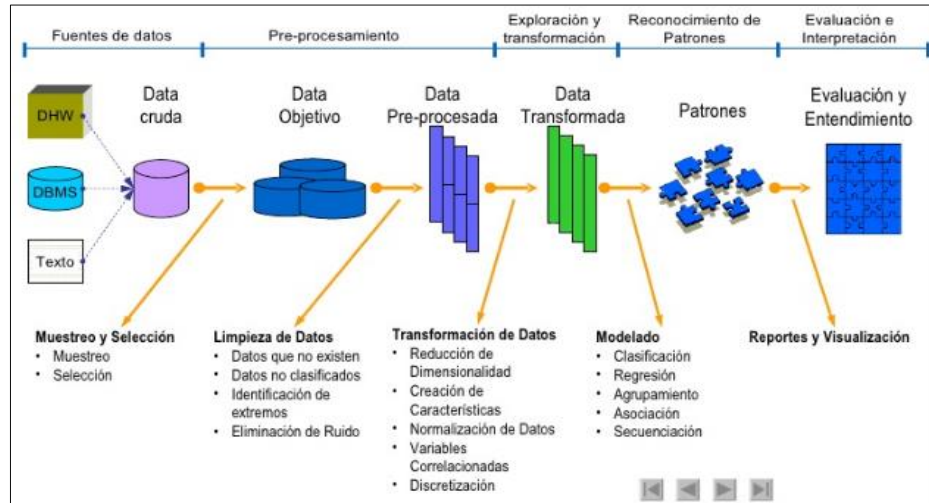 Fuentes de datos
Pre-procesamiento
Exploración y
transformación
Reconocimiento de
Patrones
Evaluación e
Interpretación
DHW
DBMS
Texto
Data
cruda
Data
Objetivo
Data
Pre-procesada
Data
Transformada
Patrones
Evaluación y
Entendimiento
Muestreo y Selección
• Muestreo
• Selección
Limpieza de Datos
• Datos que no existen
• Datos no clasificados
• Identificación de
extremos
• Eliminación de Ruido
Transformación de Datos
• Reducción de
Dimensionalidad
• Creación de
Características
• Normalización de Datos
• Variables
Correlacionadas
• Discretización
Modelado
• Clasificación
• Regresión
• Agrupamiento
• Asociación
• Secuenciación
Reportes y Visualización